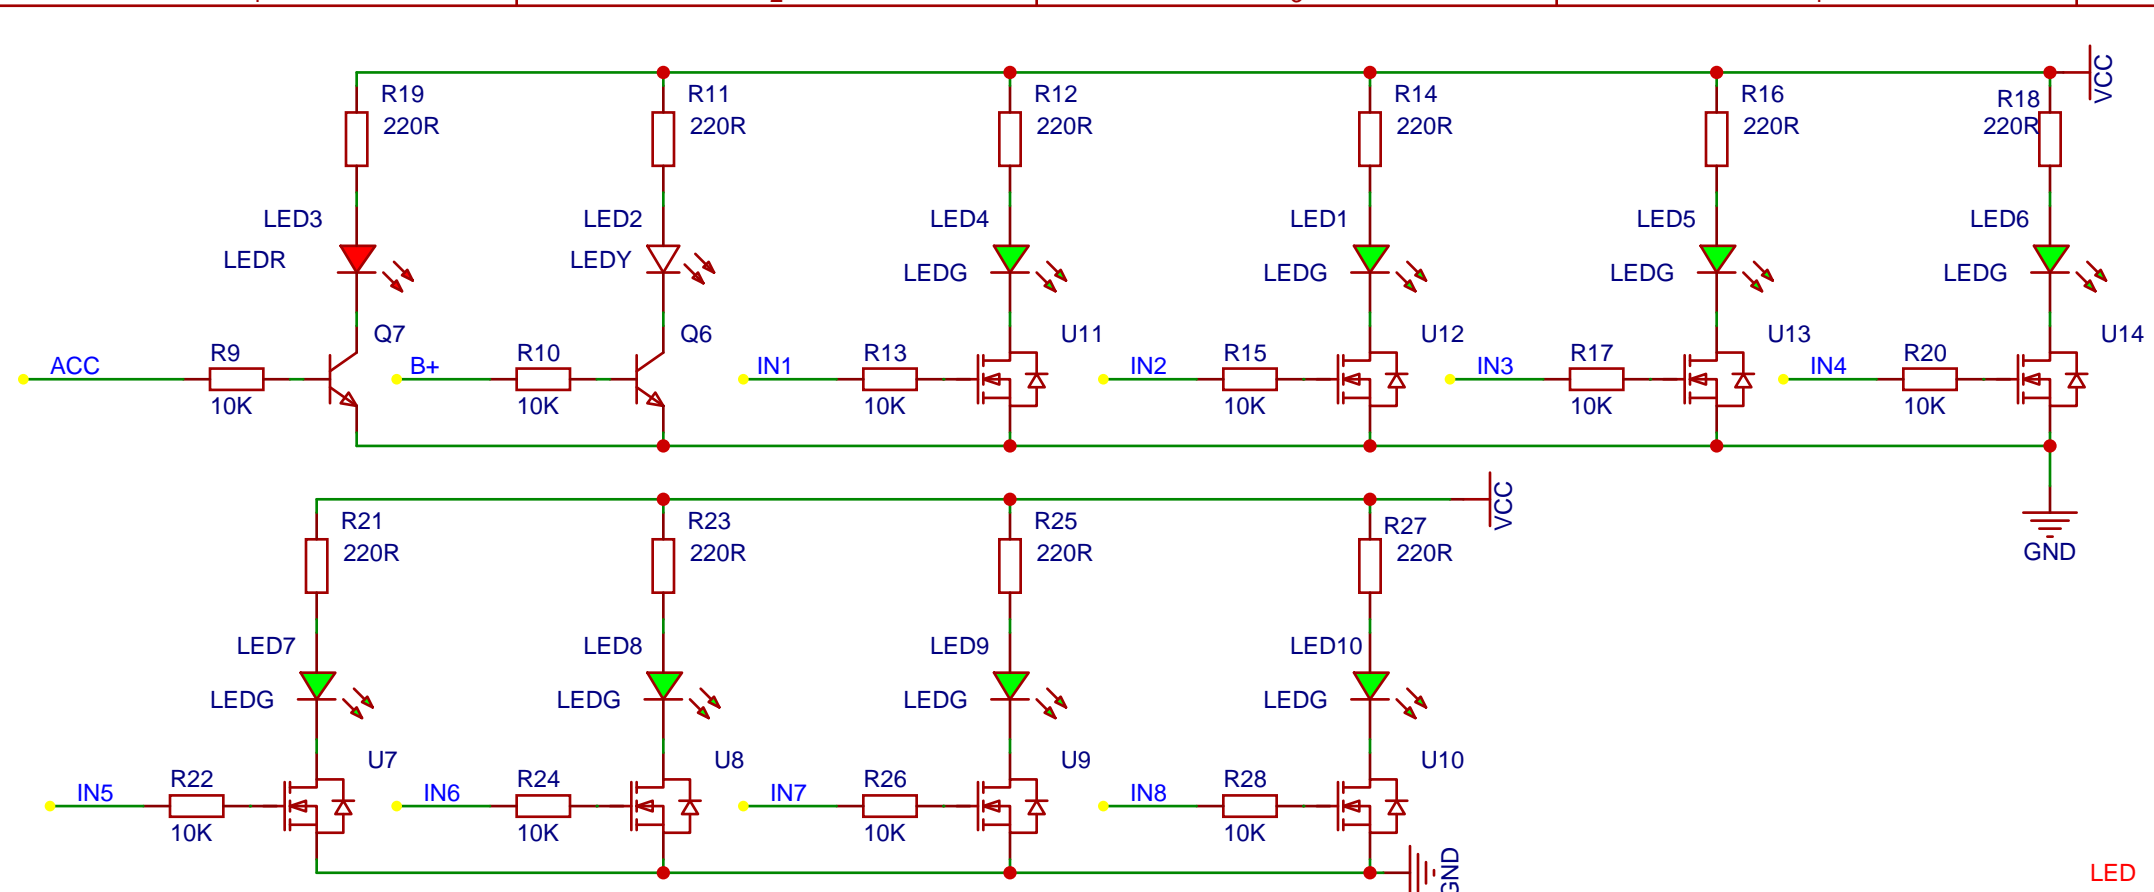 VCC
R19
R11
R12
R14
R16
R18
220R
220R
220R
220R
220R
220R
LED3
LED2
LED4
LED1
LED5
LED6
LEDR
LEDY
LEDG
LEDG
LEDG
LEDG
Q7
Q6
U11
U12
U13
U14
ACC
R9
B+
R10
IN1
R13
IN2
R15
IN3
R17
IN4
R20
10K
10K
10K
10K
10K
10K
VCC
GND
R21
R23
R25
R27
220R
220R
220R
220R
LED7
LED8
LED9
LED10
LEDG
LEDG
LEDG
LEDG
U7
U8
U9
U10
IN5
R22
IN6
R24
IN7
R26
IN8
R28
10K
10K
10K
10K
GND
LED